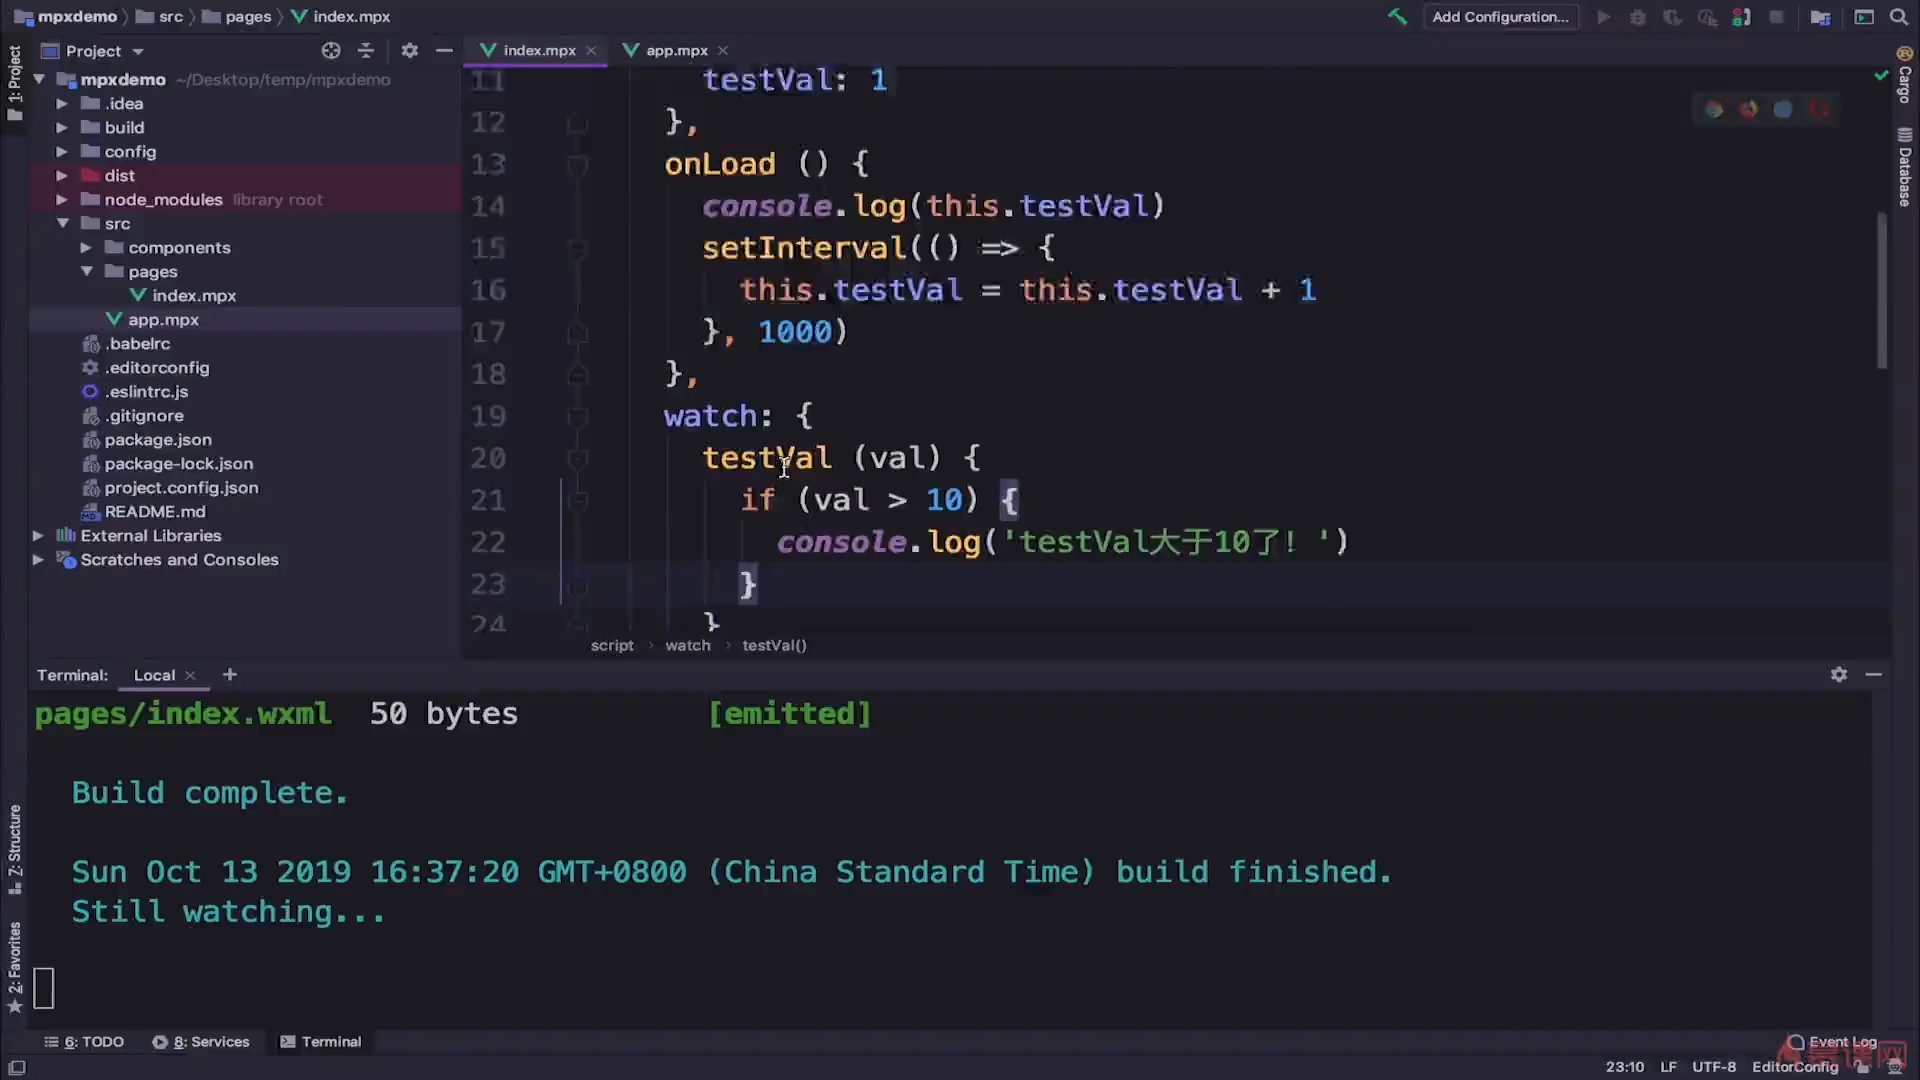 mpxdemo src pages index.mpx Add Configuration...
1: Project
Project
index.mpx app.mpx
mpxdemo ~/Desktop/temp/mpxdemo
.idea
build
config
dist
node_modules library root
src
components
pages
index.mpx
app.mpx
.babelrc
.editorconfig
.eslintrc.js
.gitignore
package.json
package-lock.json
project.config.json
README.md
External Libraries
Scratches and Consoles
11 testVal: 1
12 },
13 onLoad () {
14 console.log(this.testVal)
15 setInterval(() => {
16 this.testVal = this.testVal + 1
17 }, 1000)
18 },
19 watch: {
20 testVal (val) {
21 if (val > 10) {
22 console.log('testVal大于10了！')
23 }
24 }
script watch testVal()
Cargo
Database
Terminal: Local +
pages/index.wxml 50 bytes [emitted]
Build complete.
Sun Oct 13 2019 16:37:20 GMT+0800 (China Standard Time) build finished.
Still watching...
Z: Structure
2: Favorites
6: TODO 8: Services Terminal Event Log
慕课网
23:10 LF UTF-8 EditorConfig